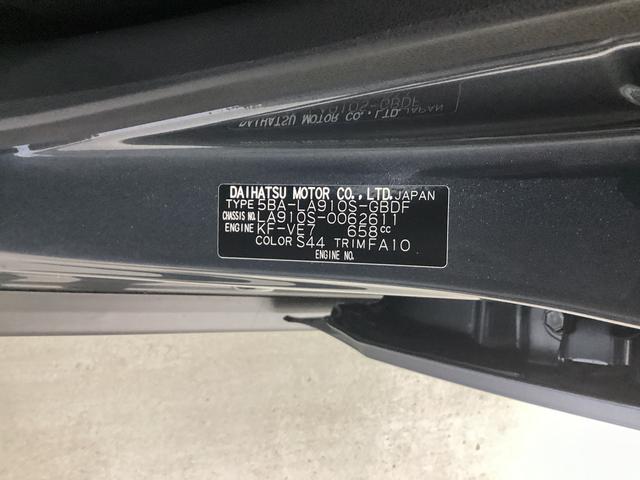 DAIHATSU MOTOR CO., LTD. JAPAN
TYPE 5BA-LA910S-GBDF
CHASSIS NO. LA910S-0062611
ENGINE KF-VE7 658cc
COLOR S44 TRIM FA10
ENGINE NO.